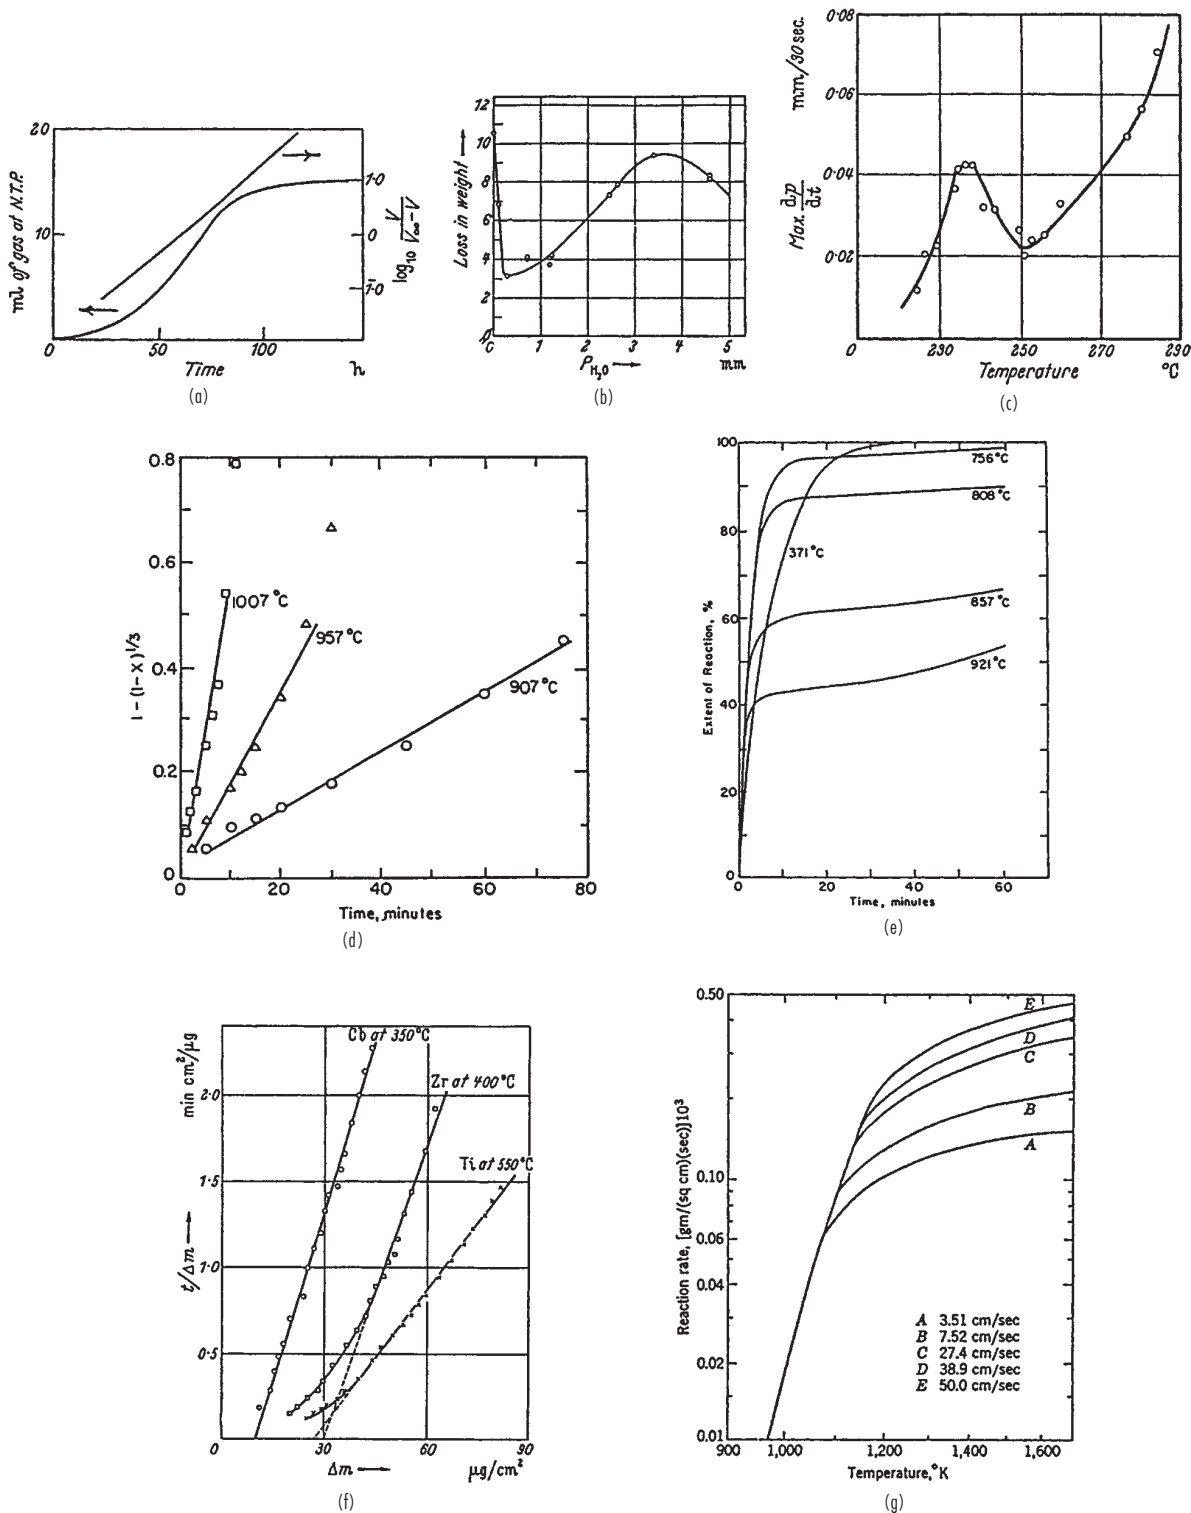 20
10
0
ml of gas at N.T.P.
50
100
Time
h
1·0
0
1̄·0
log₁₀ V/(V∞ – V)
(a)
12
10
8
6
4
2
0
Loss in weight
1
2
3
4
5
P_H₂O
mm
(b)
0·08
0·06
0·04
0·02
mm/30 sec.
Max. dp/dt
0
230
250
270
290
Temperature
°C
(c)
0.8
0.6
0.4
0.2
0
1 - (1 - X)^1/3
1007 °C
957 °C
907 °C
0
20
40
60
80
Time, minutes
(d)
100
80
60
40
20
0
Extent of Reaction, %
756 °C
808 °C
371 °C
857 °C
921 °C
0
20
40
60
Time, minutes
(e)
min cm²/μg
2·0
1·5
1·0
0·5
t/Δm
Cb at 350°C
Zr at 400°C
Ti at 550°C
0
30
60
90
Δm
μg/cm²
(f)
0.50
0.10
0.06
0.04
0.02
0.01
Reaction rate, [gm/(sq cm)(sec)]10³
E
D
C
B
A
A 3.51 cm/sec
B 7.52 cm/sec
C 27.4 cm/sec
D 38.9 cm/sec
E 50.0 cm/sec
900
1,000
1,200
1,400
1,600
Temperature,°K
(g)